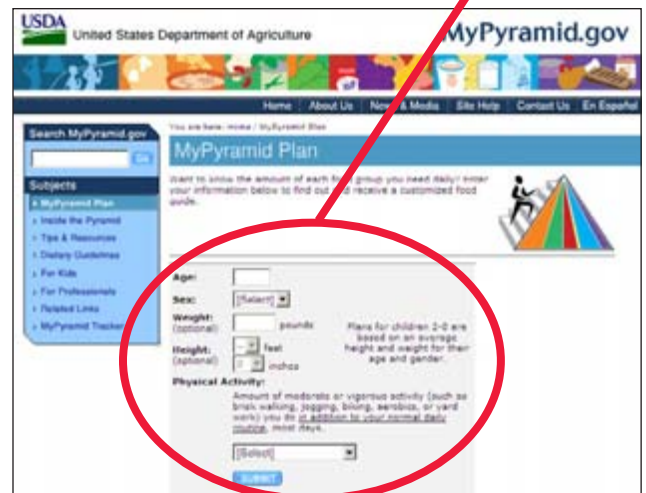 USDA
United States Department of Agriculture
MyPyramid.gov
Home About Us News & Media Site Help Contact Us En Español
Search MyPyramid.gov
Go
You are here: Home / MyPyramid Plan
MyPyramid Plan
Want to know the amount of each food group you need daily? Enter
your information below to find out and receive a customized food
guide.
Subjects
MyPyramid Plan
Inside the Pyramid
Tips & Resources
Dietary Guidelines
For Kids
For Professionals
Related Links
MyPyramid Tracker
Age:
Sex: [Select]
Weight: pounds
(optional)
Height: feet
(optional) inches
Plans for children 2-8 are
based on an average
height and weight for their
age and gender.
Physical Activity:
Amount of moderate or vigorous activity (such as
brisk walking, jogging, biking, aerobics, or yard
work) you do in addition to your normal daily
routine, most days.
[Select]
SUBMIT